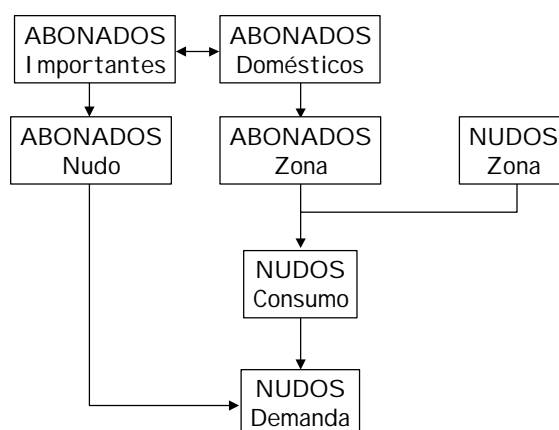 ABONADOS
Importantes
ABONADOS
Domésticos
ABONADOS
Nudo
ABONADOS
Zona
NUDOS
Zona
NUDOS
Consumo
NUDOS
Demanda